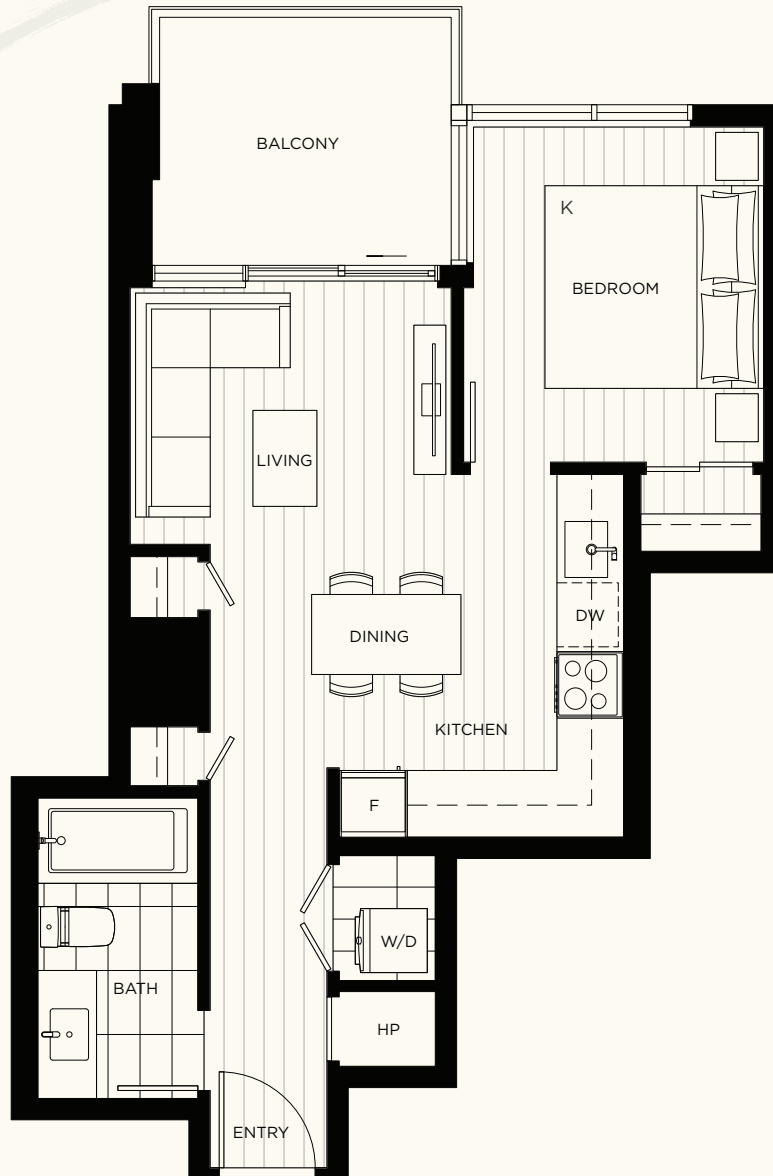 BALCONY
K
BEDROOM
LIVING
DINING
DW
KITCHEN
F
W/D
BATH
HP
ENTRY